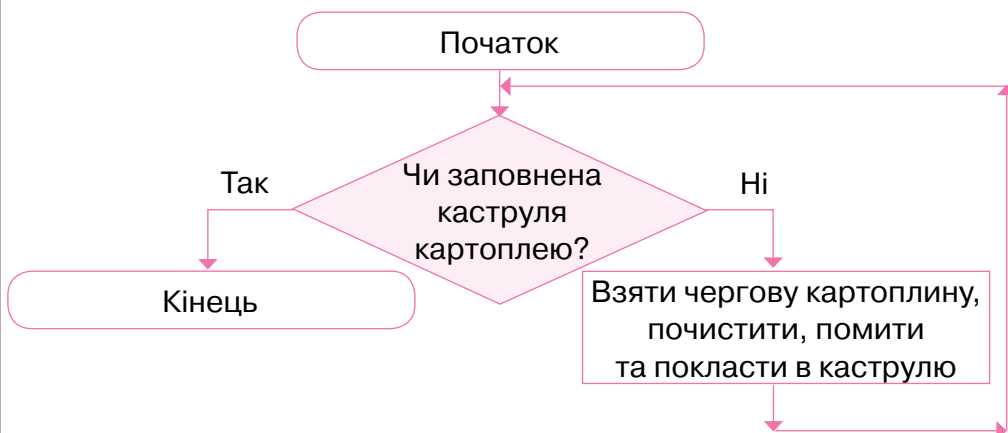 Початок
Так
Чи заповнена
каструля
картоплею?
Ні
Кінець
Взяти чергову картоплину,
почистити, помити
та покласти в каструлю